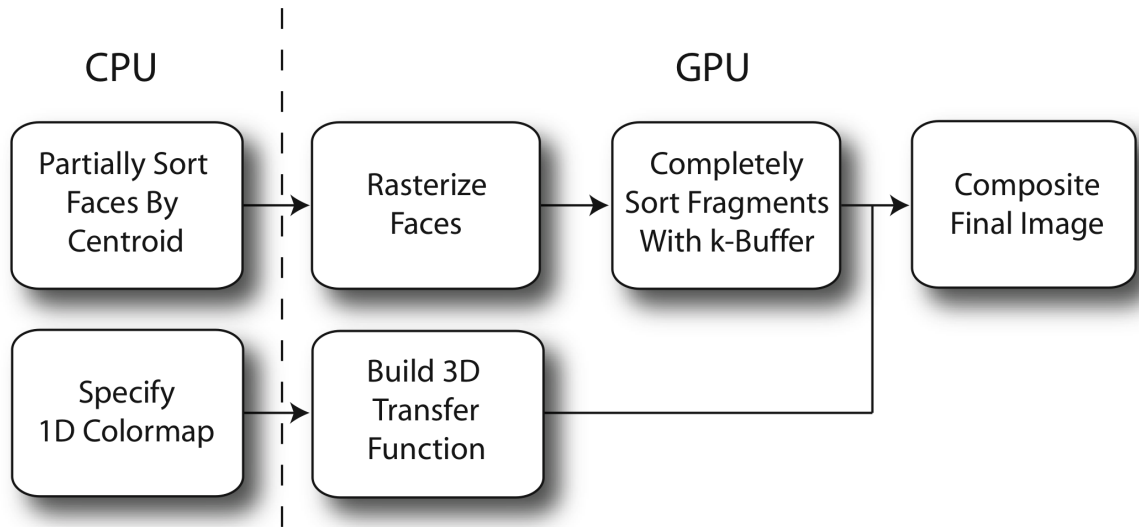 CPU
GPU
Partially Sort
Faces By
Centroid
Rasterize
Faces
Completely
Sort Fragments
With k-Buffer
Composite
Final Image
Specify
1D Colormap
Build 3D
Transfer
Function